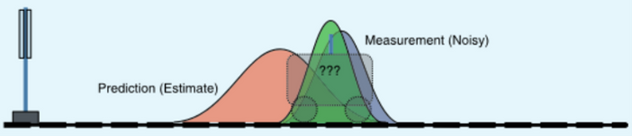 Measurement (Noisy)
???
Prediction (Estimate)